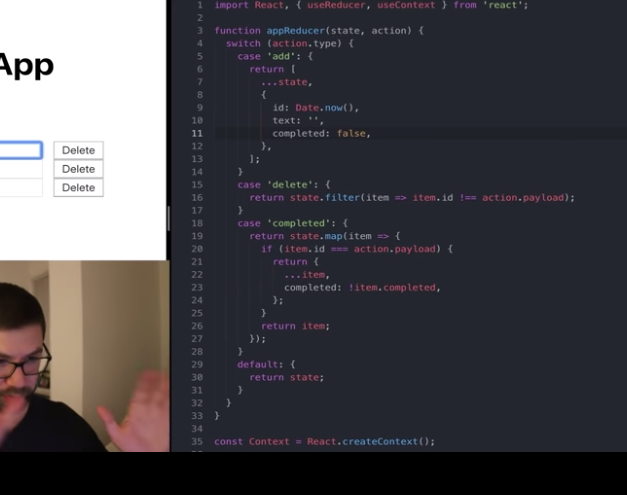 App
Delete
Delete
Delete
1 import React, { useReducer, useContext } from 'react';
2
3 function appReducer(state, action) {
4 switch (action.type) {
5 case 'add': {
6 return [
7 ...state,
8 {
9 id: Date.now(),
10 text: '',
11 completed: false,
12 },
13 ];
14 }
15 case 'delete': {
16 return state.filter(item => item.id !== action.payload);
17 }
18 case 'completed': {
19 return state.map(item => {
20 if (item.id === action.payload) {
21 return {
22 ...item,
23 completed: !item.completed,
24 };
25 }
26 return item;
27 });
28 }
29 default: {
30 return state;
31 }
32 }
33 }
34
35 const Context = React.createContext();